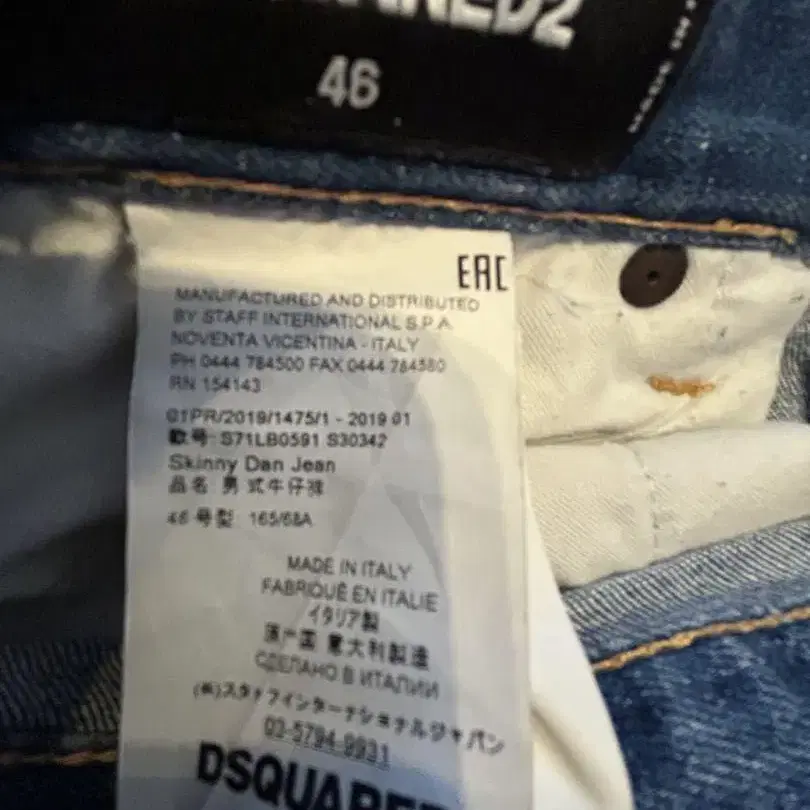 46
MADE IN
EAC
MANUFACTURED AND DISTRIBUTED
BY STAFF INTERNATIONAL S.P.A.
NOVENTA VICENTINA - ITALY
PH 0444 784500 FAX 0444 784580
RN 154143
01PR/2019/1475/1 - 2019 01
款号: S71LB0591 S30342
Skinny Dan Jean
品名 男 式牛仔裤
46 号型: 165/68A
MADE IN ITALY
FABRIQUÉ EN ITALIE
イタリア製
原产国 意大利製造
СДЕЛАНО В ИТАЛИИ
(株)スタッフインターナショナルジャパン
03-5794-9931